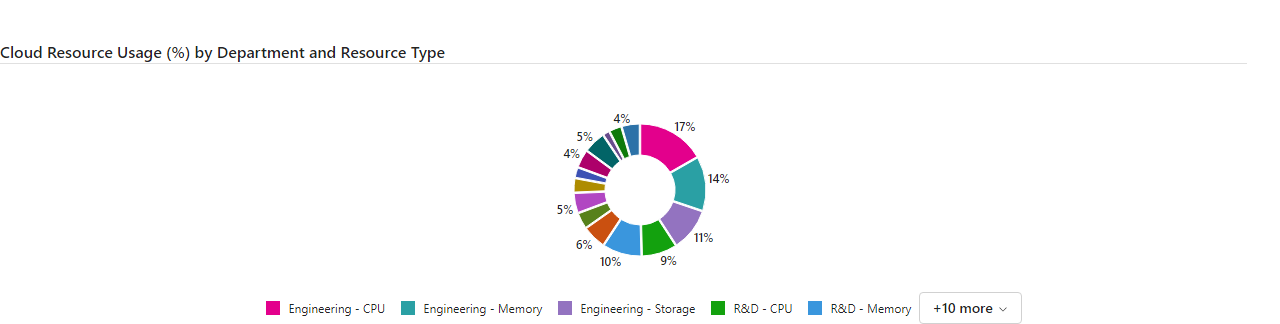 Cloud Resource Usage (%) by Department and Resource Type
4%
17%
5%
4%
14%
5%
11%
6%
10%
9%
Engineering - CPU
Engineering - Memory
Engineering - Storage
R&D - CPU
R&D - Memory
+10 more